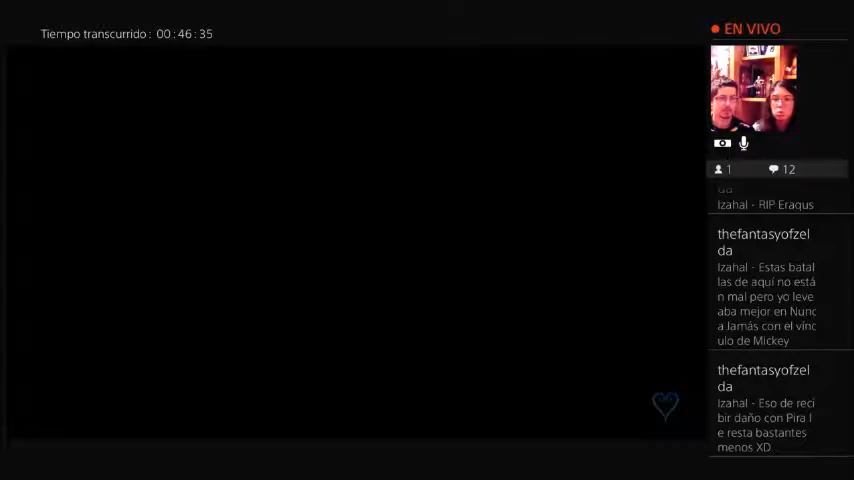 Tiempo transcurrido: 00:46:35
EN VIVO
1 12
Izahal - RIP Eraqus
thefantasyofzel
da
Izahal - Estas batal
las de aquí no está
n mal pero yo leve
aba mejor en Nunc
aJamás con el vínc
ulo de Mickey
thefantasyofzel
da
Izahal - Eso de reci
bir daño con Pira l
e resta bastantes
menos XD